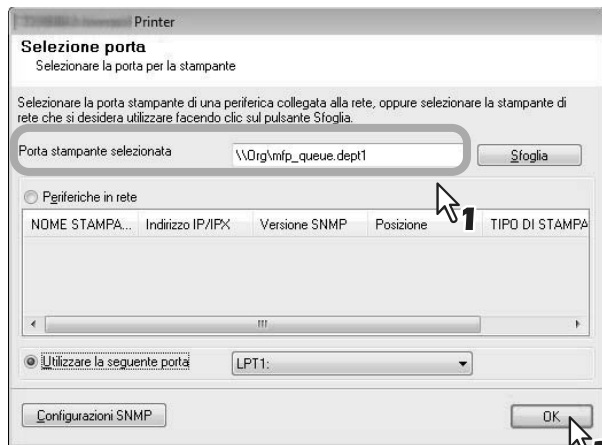 Printer
Selezione porta
Selezionare la porta per la stampante
Selezionare la porta stampante di una periferica collegata alla rete, oppure selezionare la stampante di
rete che si desidera utilizzare facendo clic sul pulsante Sfoglia.
Porta stampante selezionata \\Org\mfp_queue.dept1 Sfoglia
1
Periferiche in rete
NOME STAMPA... Indirizzo IP/IPX Versione SNMP Posizione TIPO DI STAMPA
Utilizzare la seguente porta LPT1:
Configurazioni SNMP OK